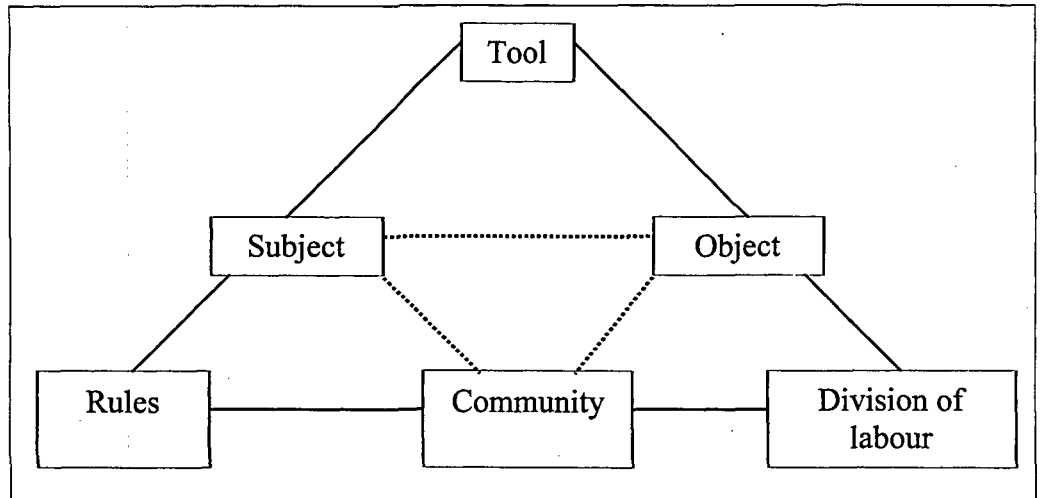 Tool
Subject
Object
Rules
Community
Division of
labour